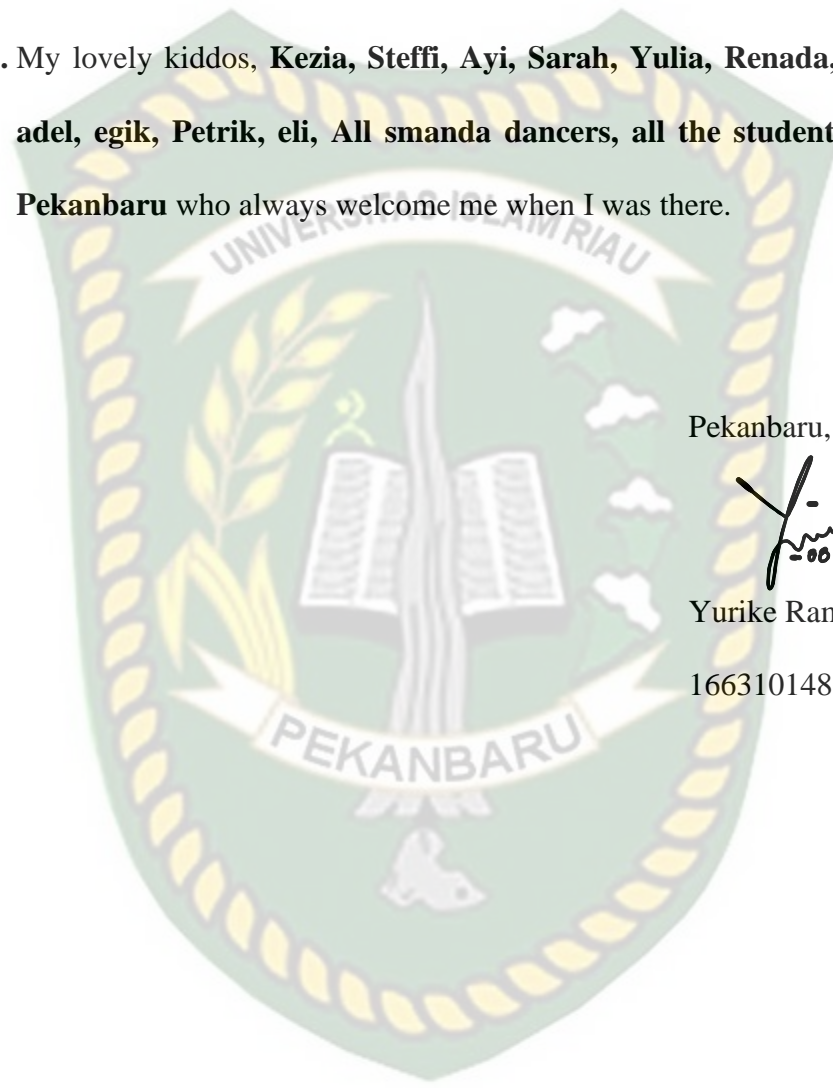 . My lovely kiddos, Kezia, Steffi, Ayi, Sarah, Yulia, Renada,
adel, egik, Petrik, eli, All smanda dancers, all the student
Pekanbaru who always welcome me when I was there.
UNIVERSITAS ISLAM RIAU
Pekanbaru,
Yurike Ran
166310148
PEKANBARU